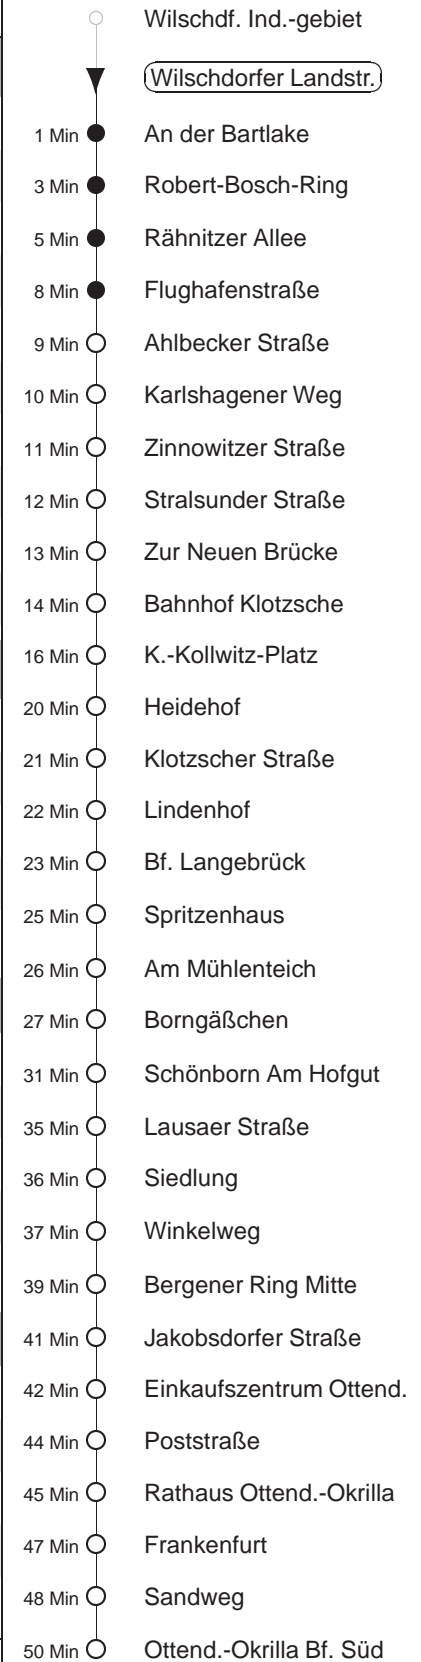 Wilschdf. Ind.-gebiet
Wilschdorfer Landstr.
1 Min An der Bartlake
3 Min Robert-Bosch-Ring
5 Min Rähnitzer Allee
8 Min Flughafenstraße
9 Min Ahlbecker Straße
10 Min Karlshagener Weg
11 Min Zinnowitzer Straße
12 Min Stralsunder Straße
13 Min Zur Neuen Brücke
14 Min Bahnhof Klotzsche
16 Min K.-Kollwitz-Platz
20 Min Heidehof
21 Min Klotzscher Straße
22 Min Lindenhof
23 Min Bf. Langebrück
25 Min Spritzenhaus
26 Min Am Mühlenteich
27 Min Borngäßchen
31 Min Schönborn Am Hofgut
35 Min Lausaer Straße
36 Min Siedlung
37 Min Winkelweg
39 Min Bergener Ring Mitte
41 Min Jakobsdorfer Straße
42 Min Einkaufszentrum Ottend.
44 Min Poststraße
45 Min Rathaus Ottend.-Okrilla
47 Min Frankenfurt
48 Min Sandweg
50 Min Ottend.-Okrilla Bf. Süd